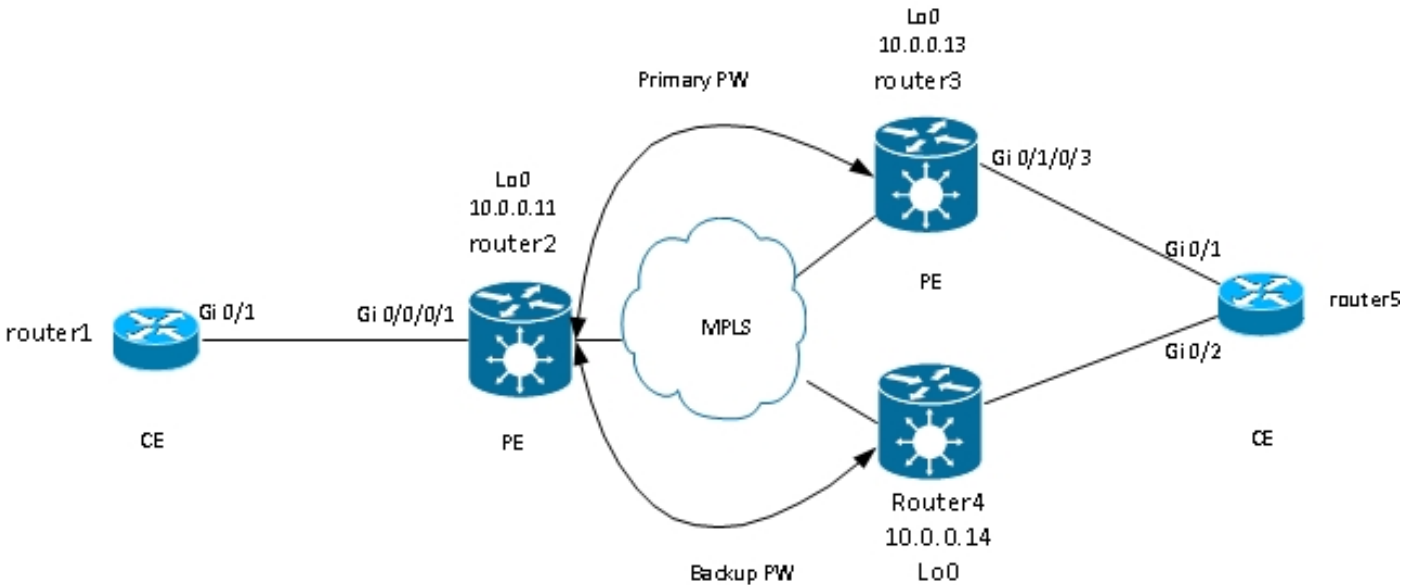 Lo0
10.0.0.13
router3
Primary PW
Gi 0/1/0/3
Lo0
10.0.0.11
router2
PE
Gi 0/1
router5
Gi 0/1
Gi 0/0/0/1
router1
MPLS
Gi 0/2
CE
PE
CE
Router4
10.0.0.14
Lo0
Backup PW